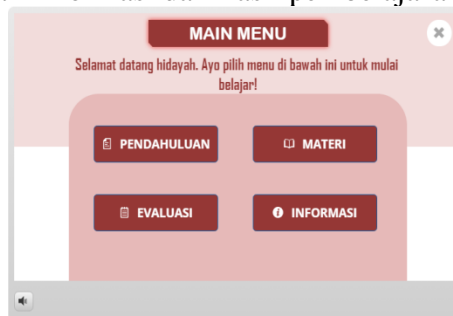 MAIN MENU
Selamat datang hidayah. Ayo pilih menu di bawah ini untuk mulai
belajar!
PENDAHULUAN
MATERI
EVALUASI
INFORMASI